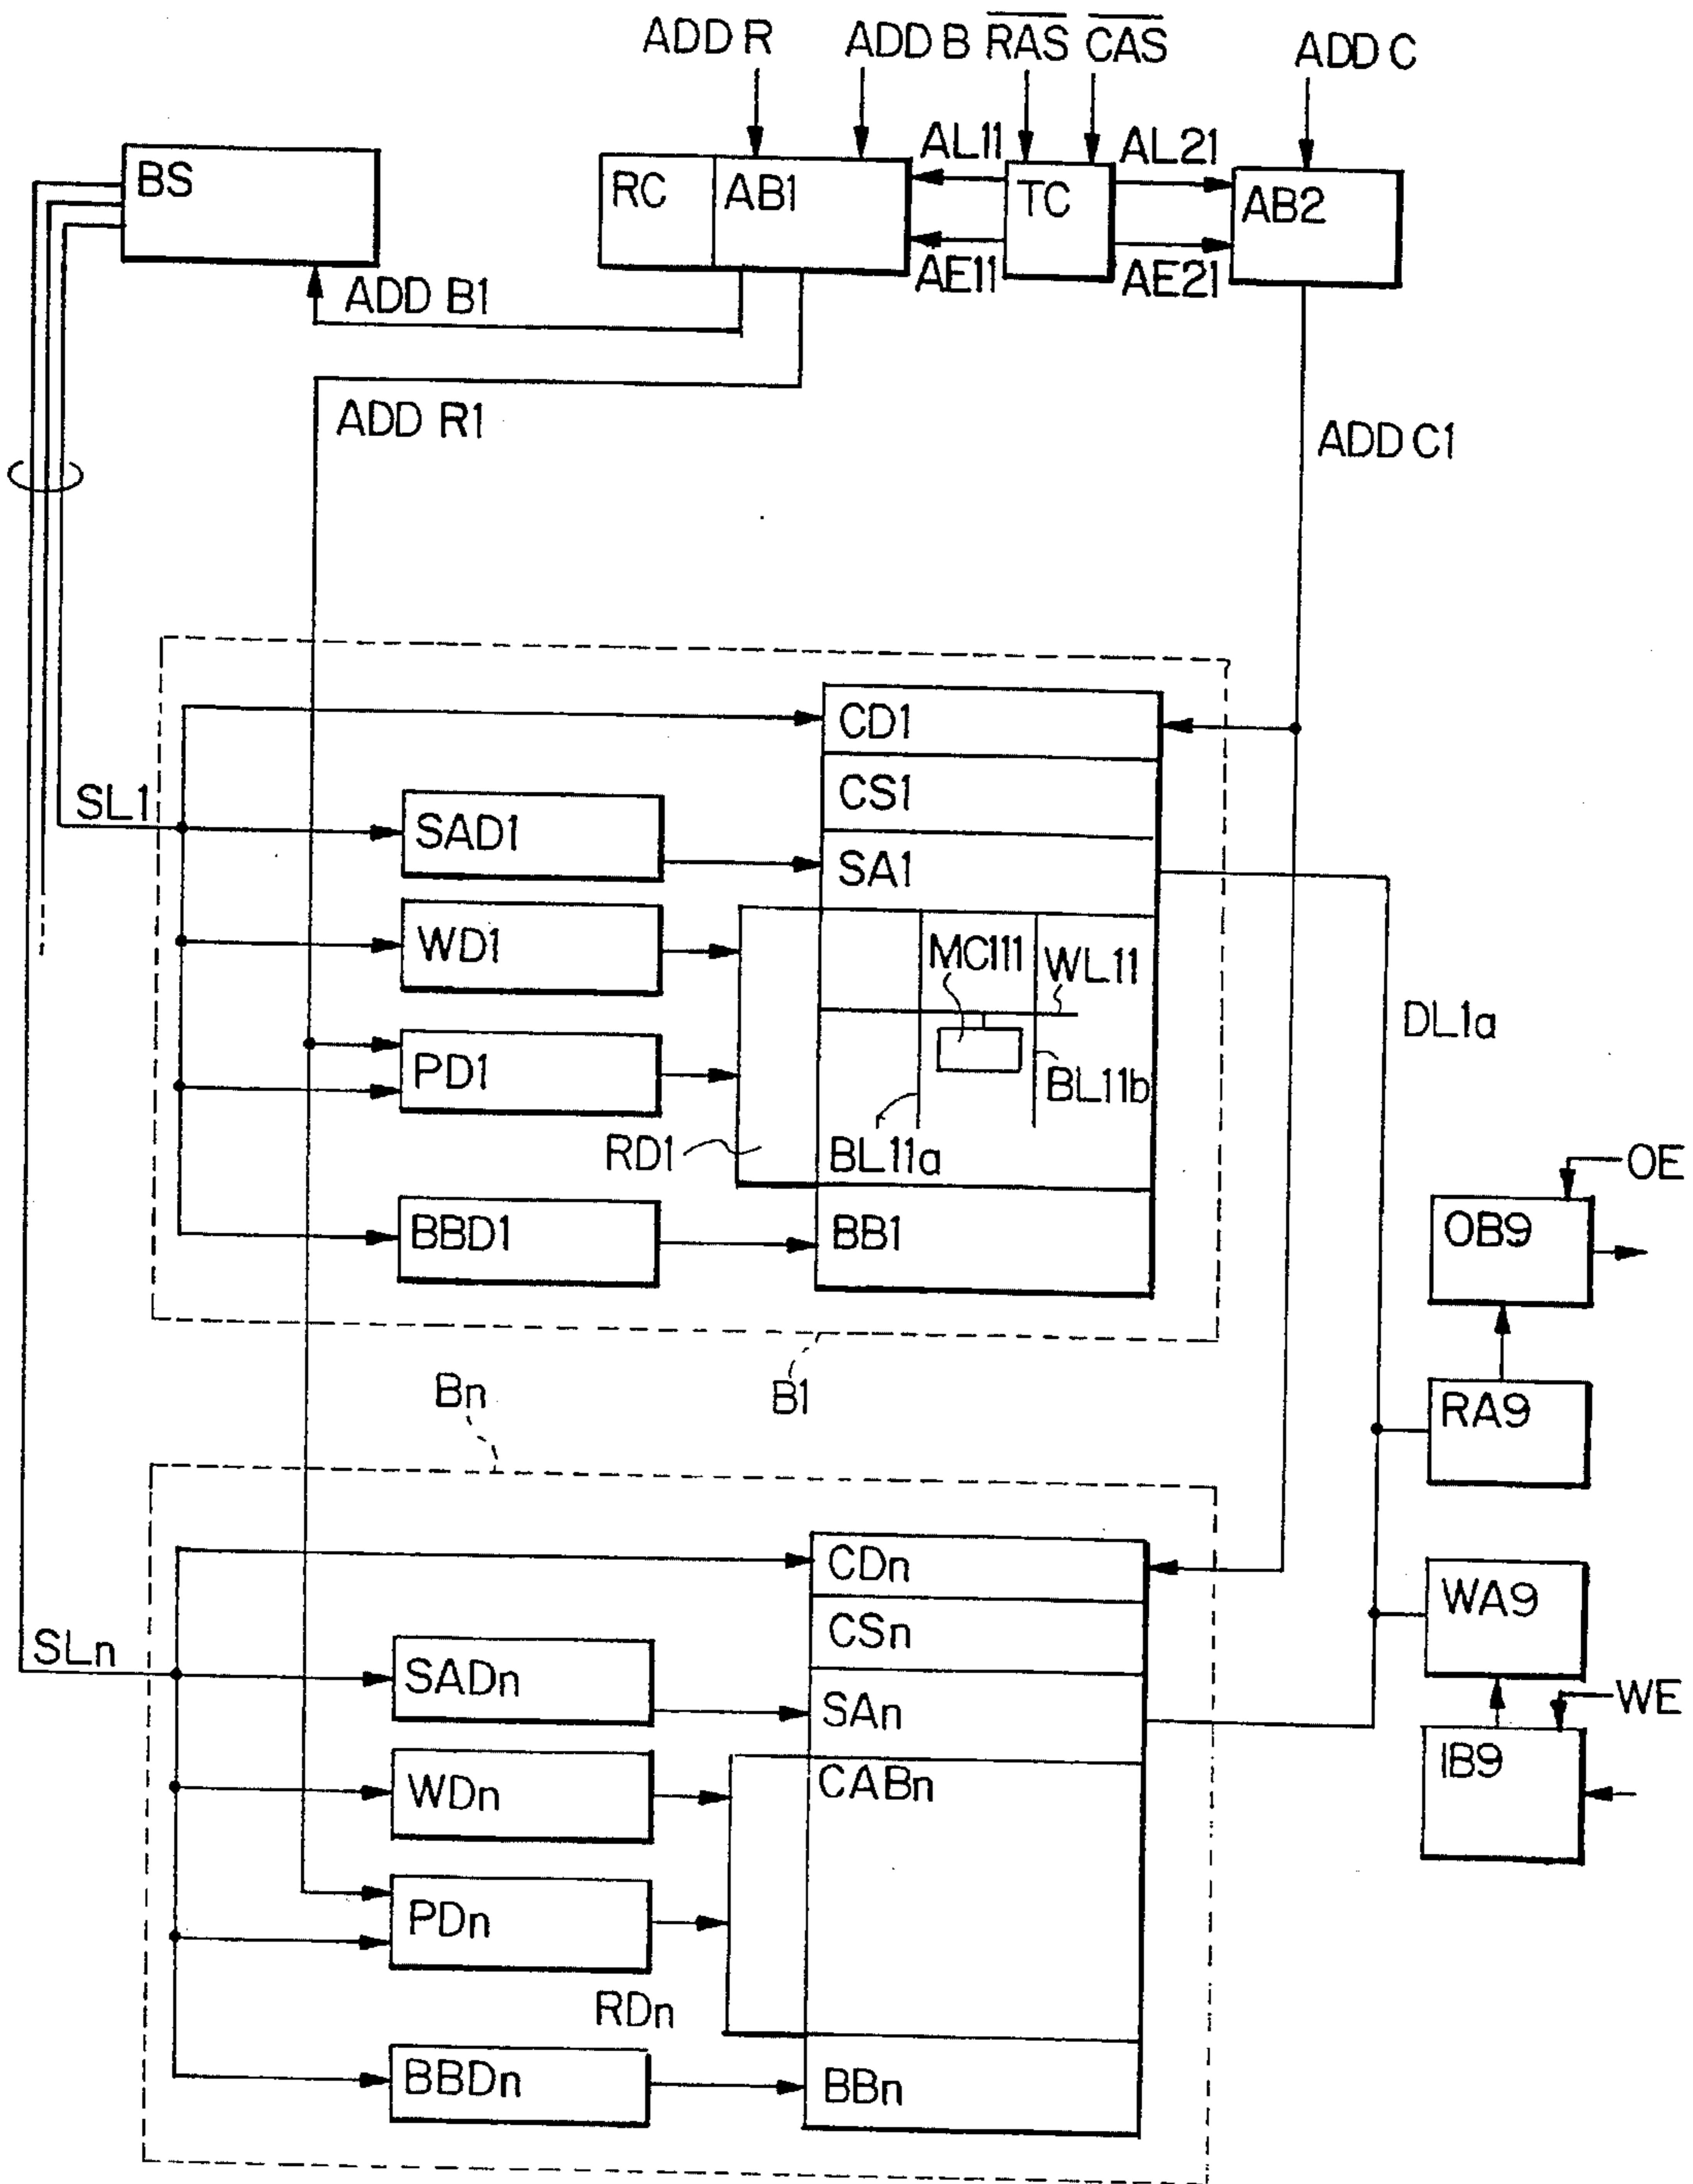 ADD R ADD B RAS CAS ADD C
BS RC AB1 AL11 TC AL21 AB2
AE11 AE21
ADD B1
ADD R1 ADD C1
CD1
SL1 CS1
SAD1 SA1
WD1 MC111 WL11
PD1 BL11b DL1a
RD1 BL11a
OE
BBD1 BB1 OB9
Bn B1 RA9
CDn
SLn CSn WA9
SADn SAn WE
WDn CABn IB9
PDn
RDn
BBDn BBn